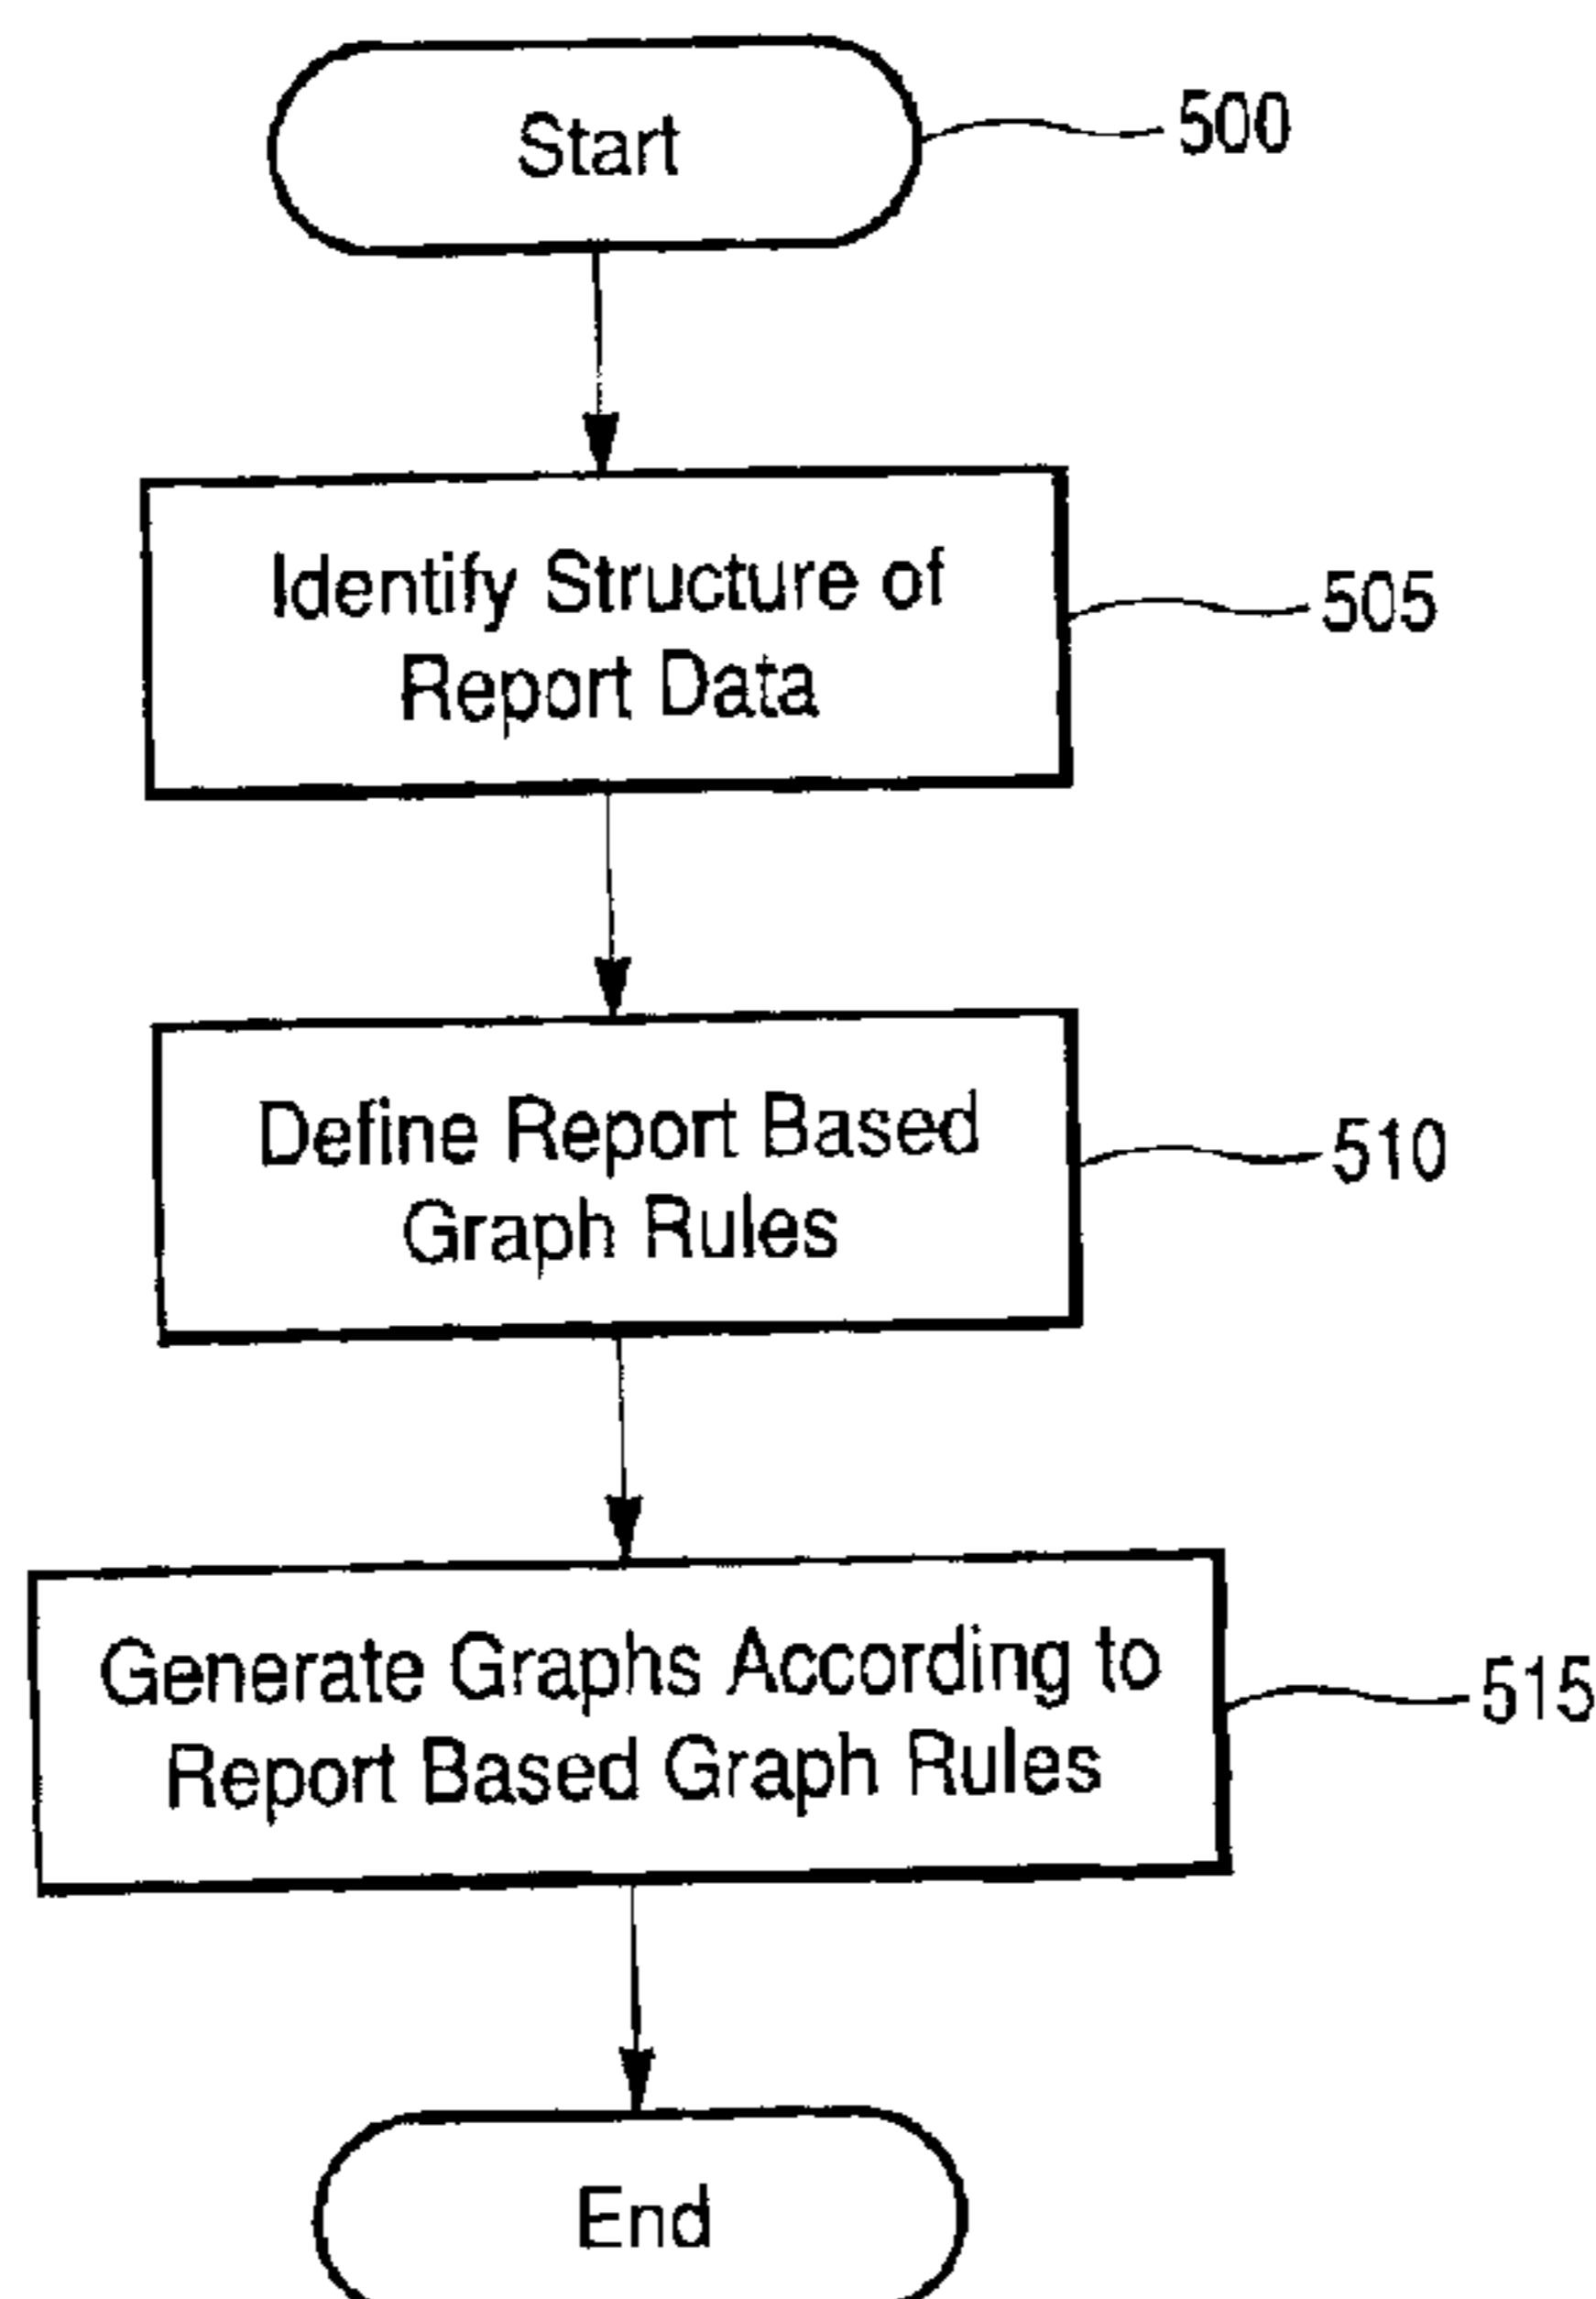 Start
500
Identify Structure of
Report Data
505
Define Report Based
Graph Rules
510
Generate Graphs According to
Report Based Graph Rules
515
End